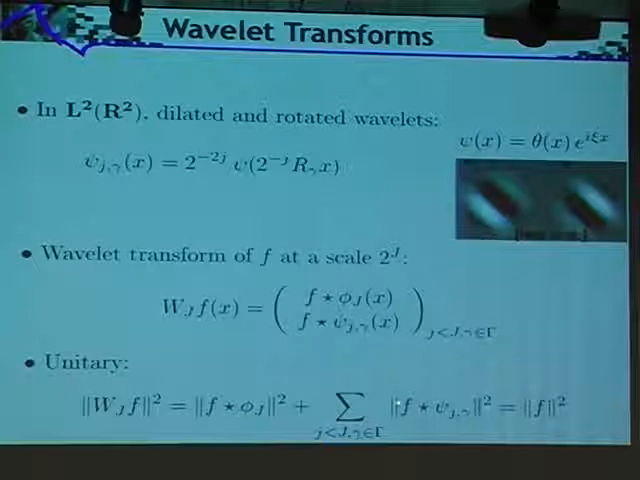 Wavelet Transforms
• In L²(R²), dilated and rotated wavelets:
ψ(x) = θ(x) e^{iξx}
ψ_{j,γ}(x) = 2^{-2j} ψ(2^{-j} R_γ x)
• Wavelet transform of f at a scale 2^J:
W_J f(x) = ( f ⋆ φ_J(x)
f ⋆ ψ_{j,γ}(x) )_{j<J,γ∈Γ}
• Unitary:
‖W_J f‖² = ‖f ⋆ φ_J‖² + ∑_{j<J,γ∈Γ} ‖f ⋆ ψ_{j,γ}‖² = ‖f‖²